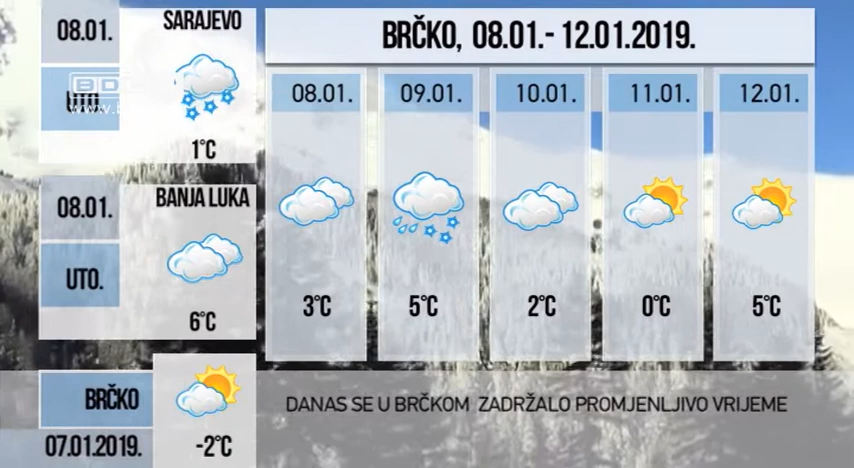 08.01.
UTO.
SARAJEVO
1°C
08.01.
UTO.
BANJA LUKA
6°C
BRČKO
07.01.2019.
-2°C
BRČKO, 08.01.- 12.01.2019.
08.01. 09.01. 10.01. 11.01. 12.01.
3°C 5°C 2°C 0°C 5°C
DANAS SE U BRČKOM ZADRŽALO PROMJENLJIVO VRIJEME